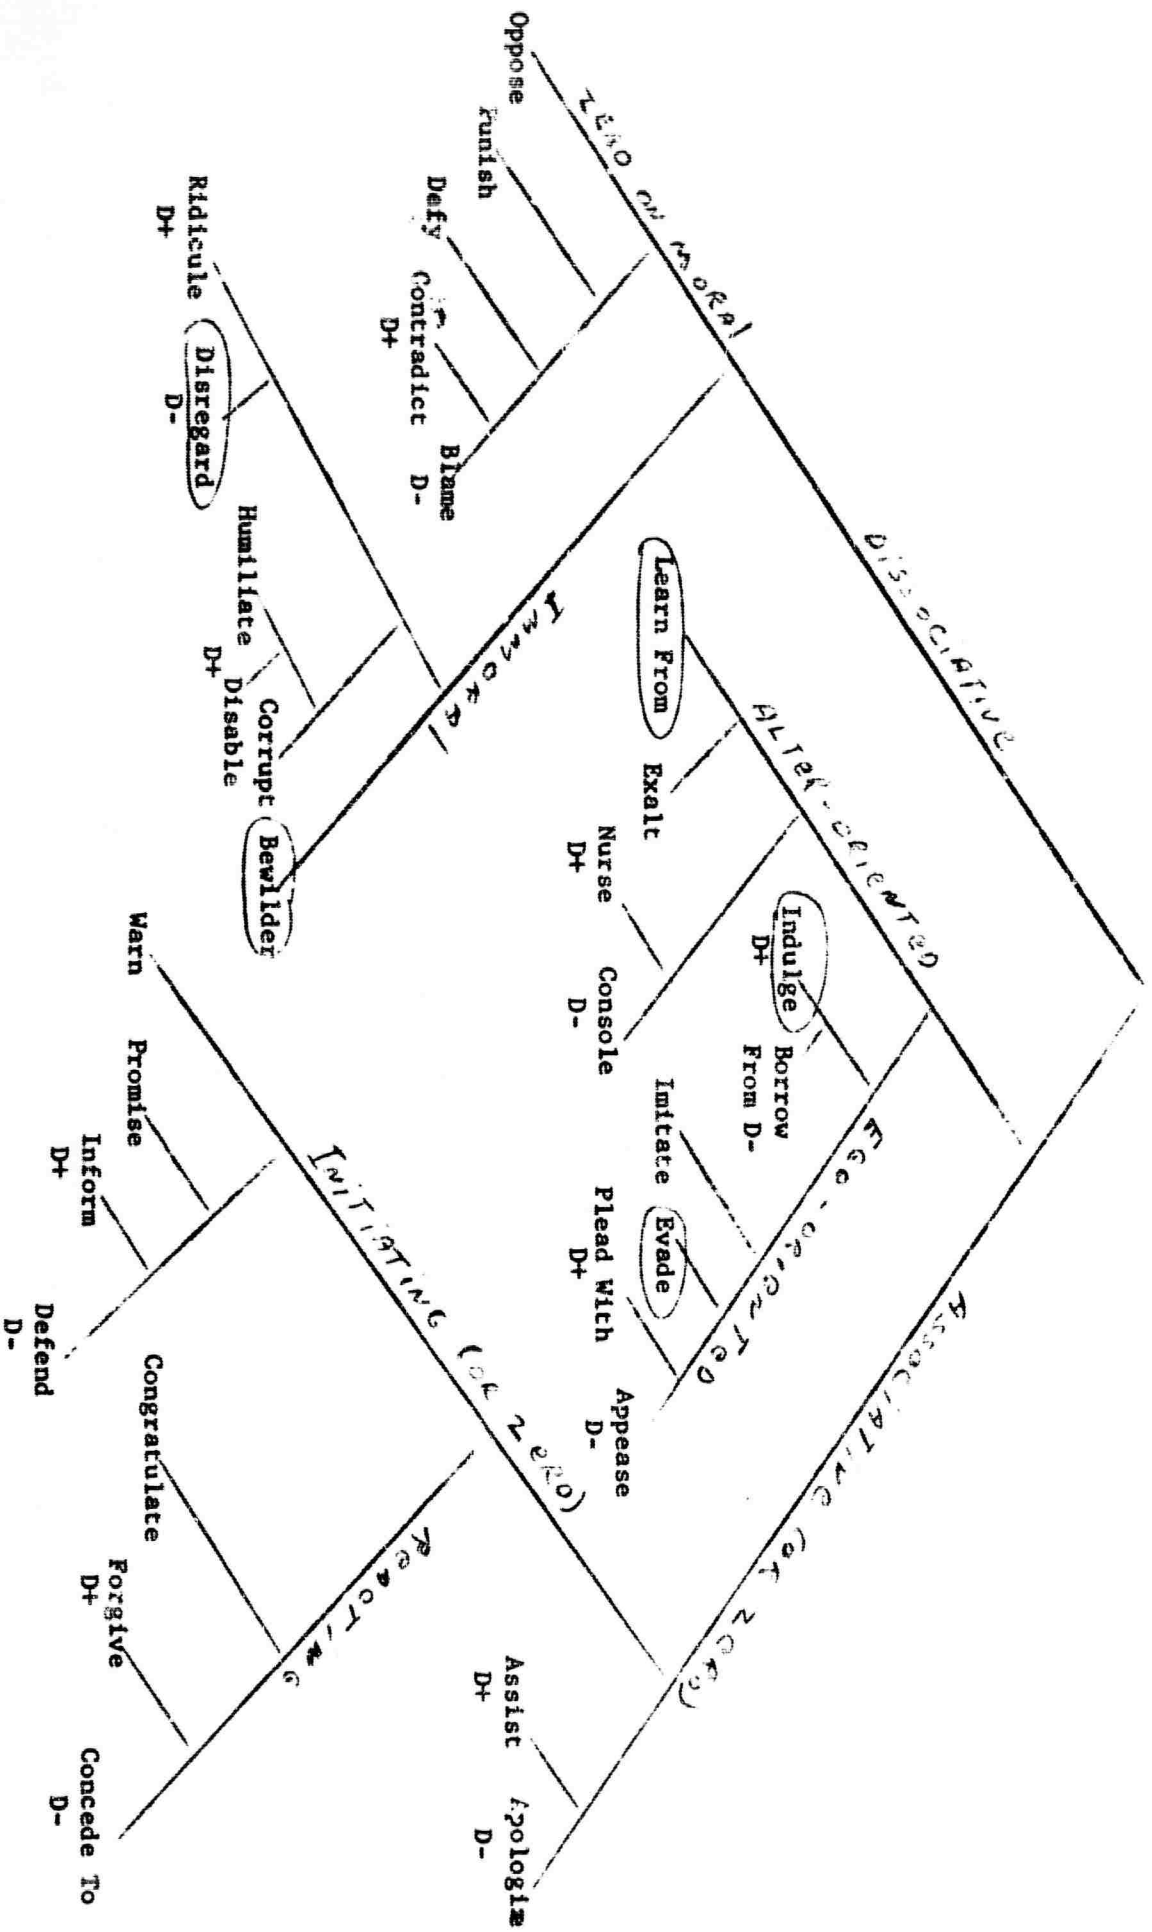 DISSOCIATIVE
ASSOCIATIVE (OR ZERO)
ZERO ON MORAL
ALTER-ORIENTED
EGO-ORIONTED
IMMORAL
INITIATING (OR ZERO)
REACTING
Oppose
Punish
Defy
Contradict
D+
Blame
D-
Ridicule
D+
Disregard
D-
Humiliate
D+
Disable
Corrupt
Bewilder
Learn From
Exalt
Nurse
D+
Console
D-
Indulge
D+
Borrow
From D-
Imitate
Evade
Plead With
D+
Appease
D-
Warn
Promise
Inform
D+
Defend
D-
Congratulate
Forgive
D+
Concede To
D-
Assist
D+
Apologize
D-